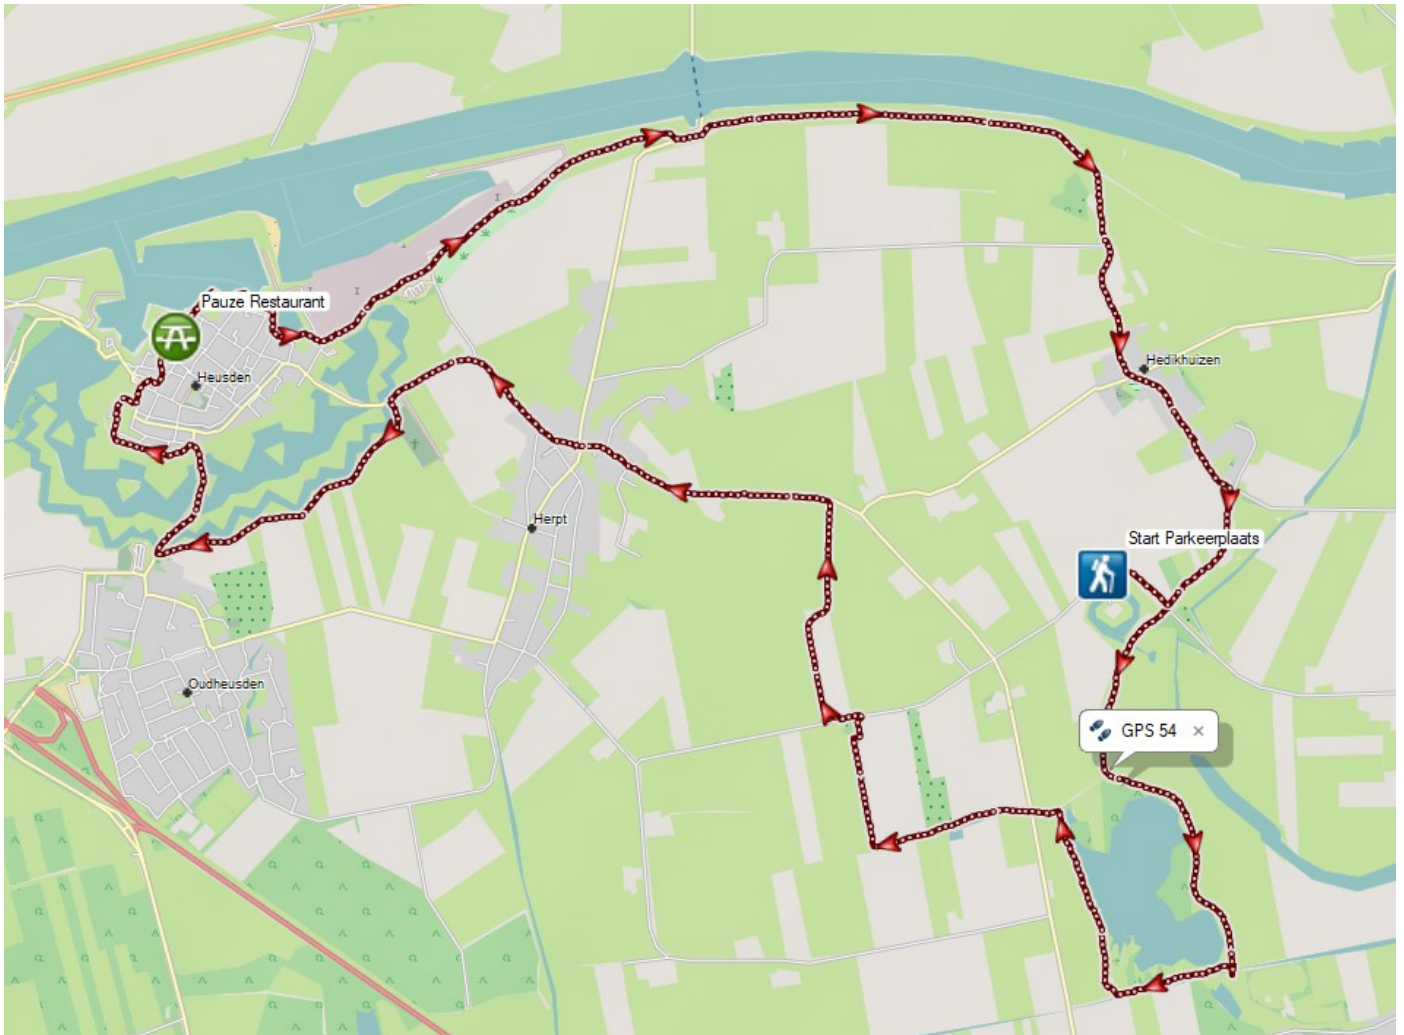 Pauze Restaurant
Heusden
Hedikhuizen
Herpt
Start Parkeerplaats
Oudheusden
GPS 54 ×